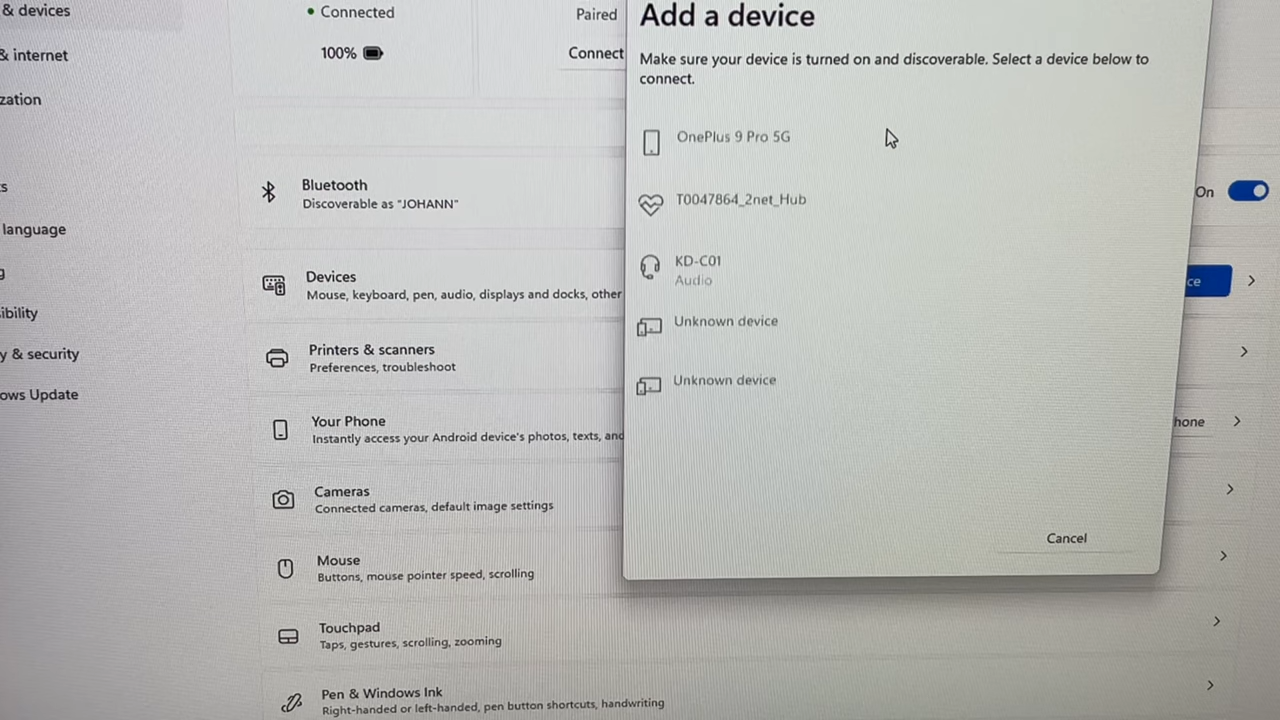 & devices
& internet
zation
s
language
g
ibility
y & security
ows Update
Connected
100%
Paired
Connect
Bluetooth
Discoverable as "JOHANN"
On
Devices
Mouse, keyboard, pen, audio, displays and docks, other
ce
Printers & scanners
Preferences, troubleshoot
Your Phone
Instantly access your Android device's photos, texts, and
hone
Cameras
Connected cameras, default image settings
Mouse
Buttons, mouse pointer speed, scrolling
Touchpad
Taps, gestures, scrolling, zooming
Pen & Windows Ink
Right-handed or left-handed, pen button shortcuts, handwriting
Add a device
Make sure your device is turned on and discoverable. Select a device below to
connect.
OnePlus 9 Pro 5G
T0047864_2net_Hub
KD-C01
Audio
Unknown device
Unknown device
Cancel